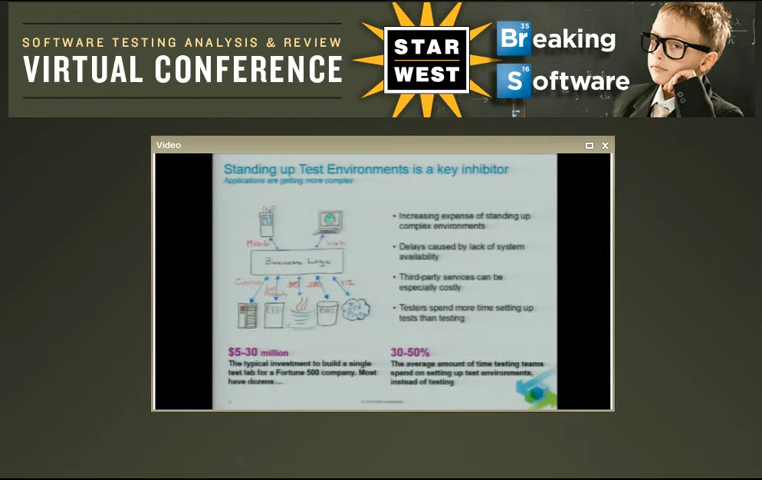 SOFTWARE TESTING ANALYSIS & REVIEW
VIRTUAL CONFERENCE
STAR
WEST
35
Breaking
16
Software
Video
Standing up Test Environments is a key inhibitor
Applications are getting more complex
Mobile
Business Logic
• Increasing expense of standing up
complex environments
• Delays caused by lack of system
availability
• Third-party services can be
especially costly
• Testers spend more time setting up
tests than testing
$5-30 million
The typical investment to build a single
test lab for a Fortune 500 company. Most
have dozens…
30-50%
The average amount of time testing teams
spend on setting up test environments,
instead of testing